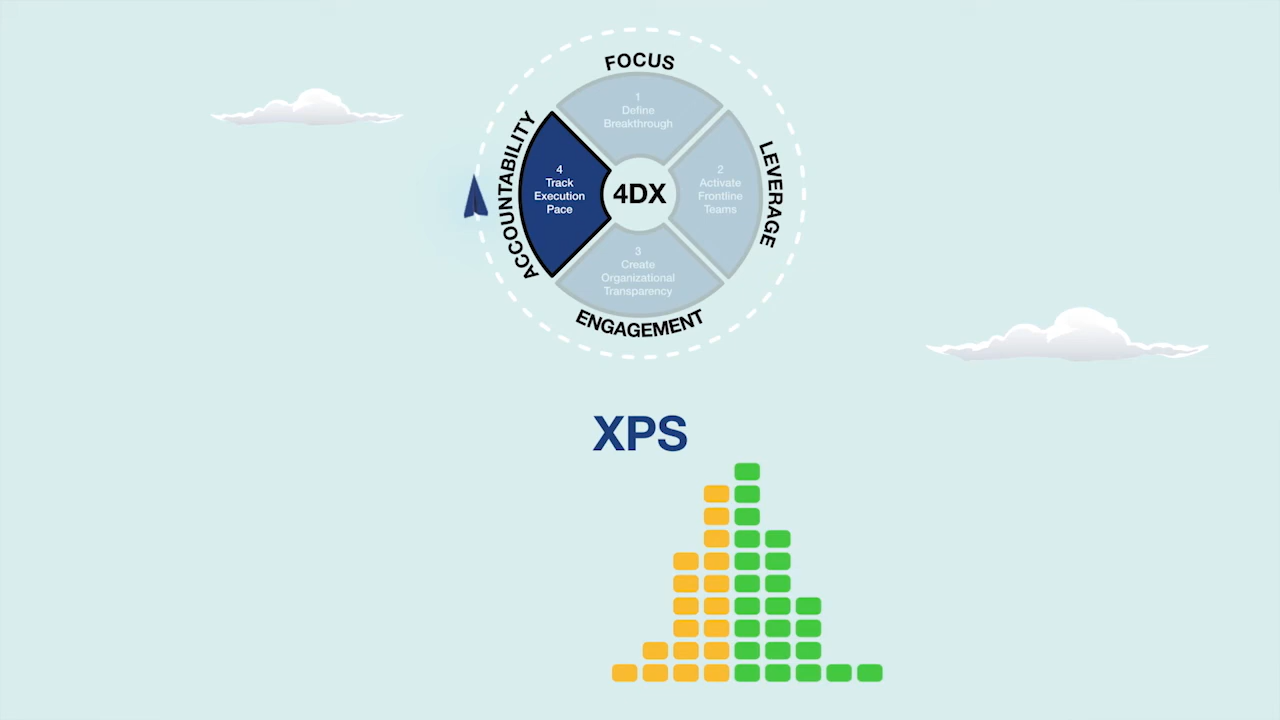 FOCUS
1
Define
Breakthrough
ACCOUNTABILITY
4
Track
Execution
Pace
4DX
2
Activate
Frontline
Teams
LEVERAGE
3
Create
Organizational
Transparency
ENGAGEMENT
XPS